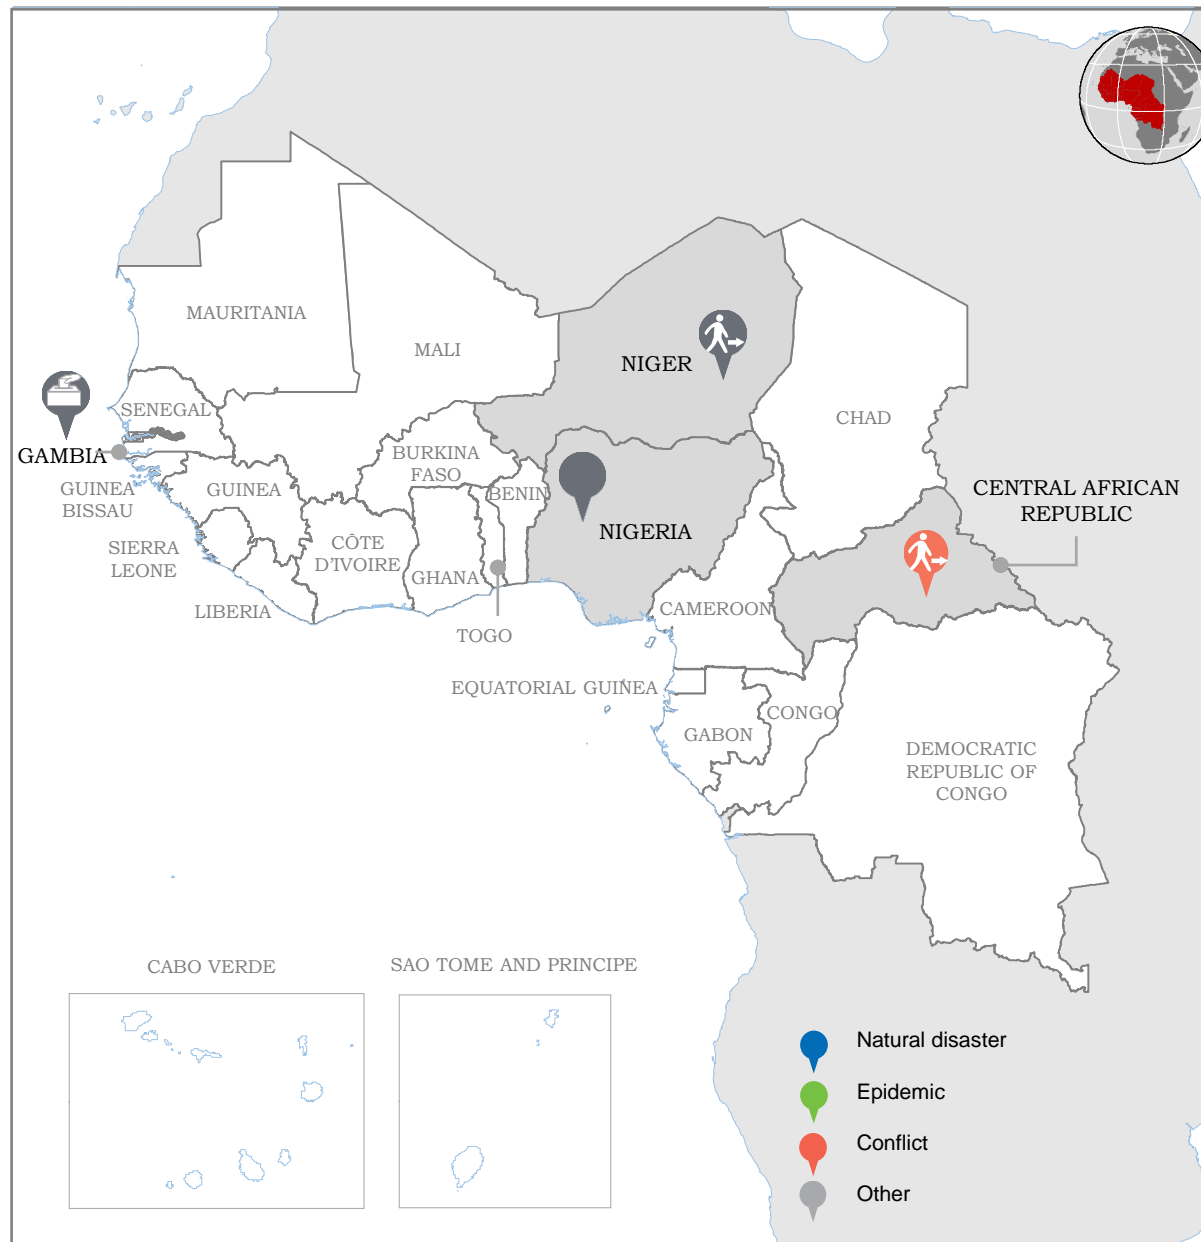 MAURITANIA
MALI
NIGER
CHAD
SENEGAL
GAMBIA
GUINEA
BISSAU
GUINEA
BURKINA
FASO
BENIN
NIGERIA
CENTRAL AFRICAN
REPUBLIC
SIERRA
LEONE
CÔTE
D'IVOIRE
GHANA
LIBERIA
TOGO
CAMEROON
EQUATORIAL GUINEA
GABON
CONGO
DEMOCRATIC
REPUBLIC OF
CONGO
CABO VERDE
SAO TOME AND PRINCIPE
Natural disaster
Epidemic
Conflict
Other